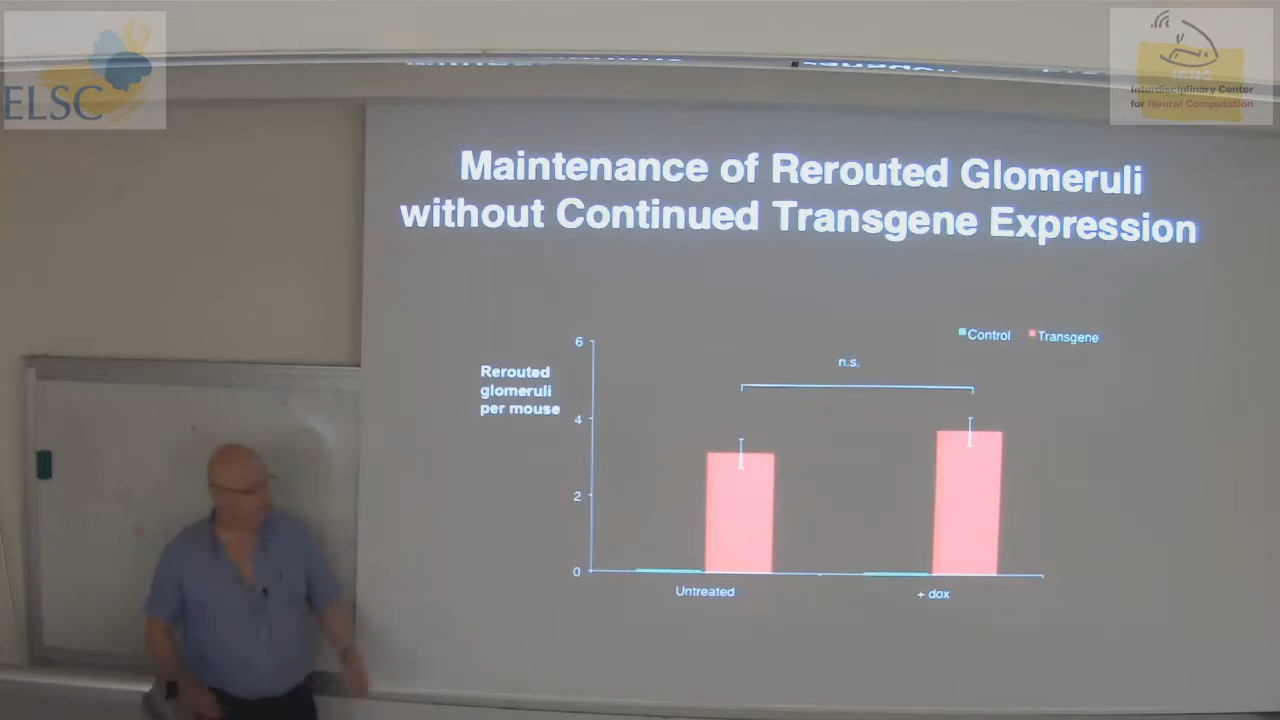 ELSC
ICNC
Interdisciplinary Center
for Neural Computation
Maintenance of Rerouted Glomeruli
without Continued Transgene Expression
Control
Transgene
n.s.
Rerouted
glomeruli
per mouse
6
4
2
0
Untreated
+ dox